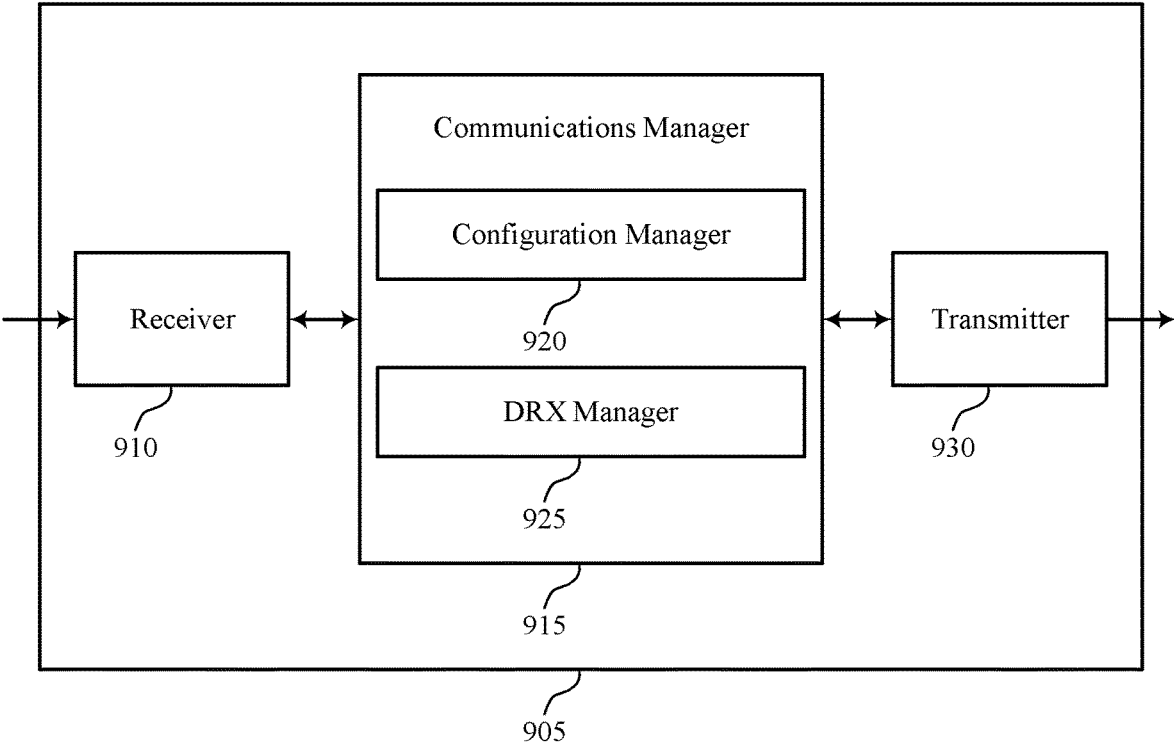 Communications Manager
Configuration Manager
920
Receiver
910
Transmitter
930
DRX Manager
925
915
905